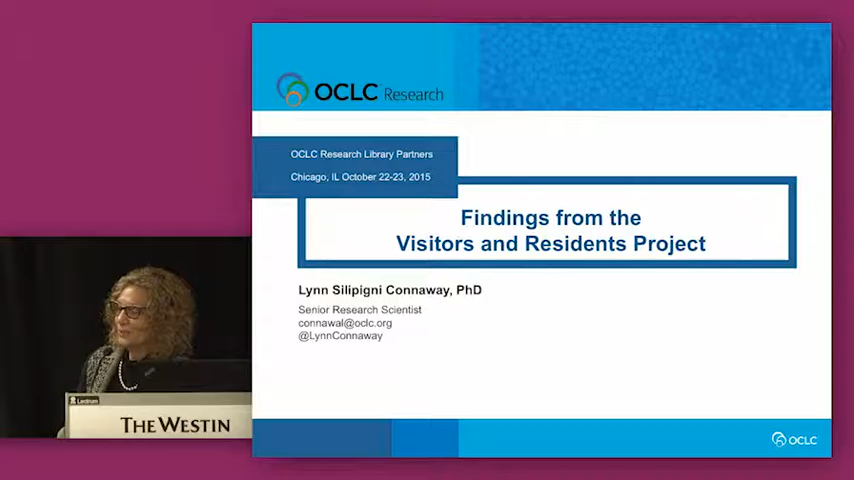 OCLC Research
OCLC Research Library Partners
Chicago, IL October 22-23, 2015
Findings from the
Visitors and Residents Project
Lynn Silipigni Connaway, PhD
Senior Research Scientist
connawal@oclc.org
@LynnConnaway
Lectrum
THE WESTIN
OCLC